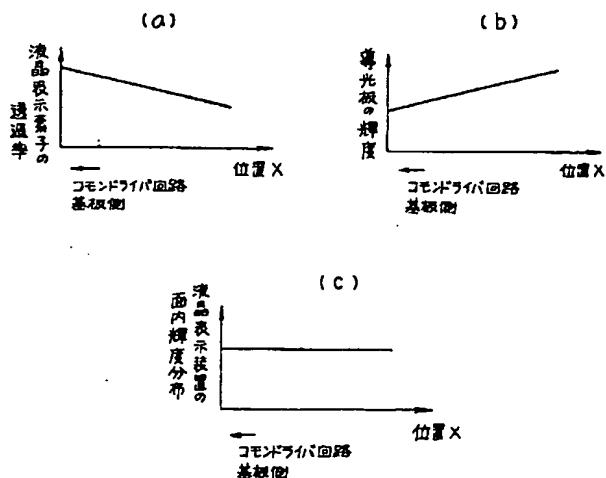 (a)
液晶表示素子の
透過率
位置 X
コモンドライバ回路
基板側
(b)
導光板の輝度
位置 X
コモンドライバ回路
基板側
(c)
液晶表示装置の
面内輝度分布
位置 X
コモンドライバ回路
基板側